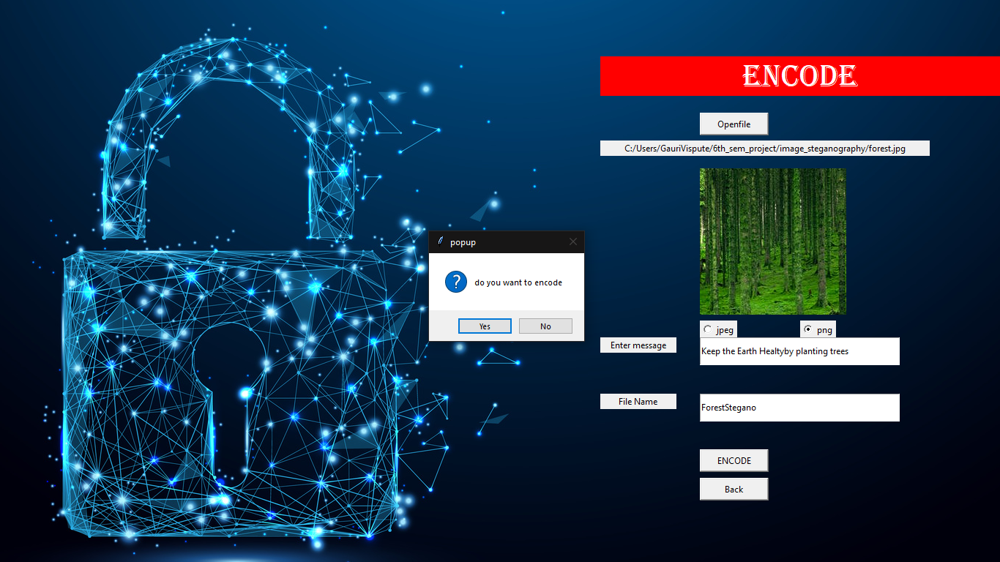 ENCODE
Openfile
C:/Users/GauriVispute/6th_sem_project/image_steganography/forest.jpg
popup
do you want to encode
Yes No
jpeg png
Enter message
Keep the Earth Healtyby planting trees
File Name
ForestStegano
ENCODE
Back